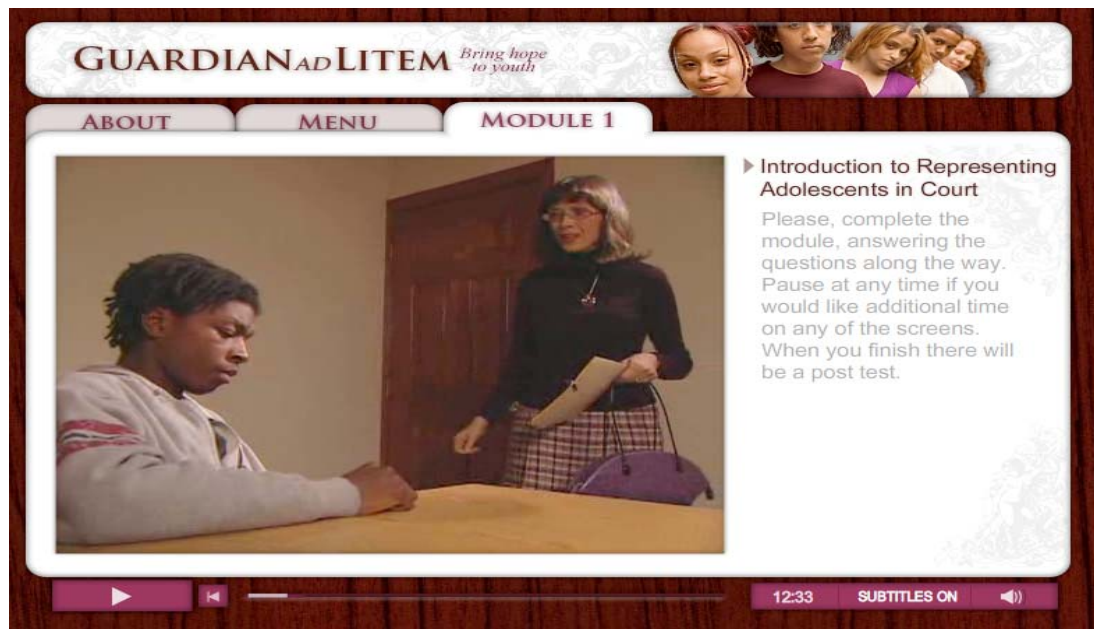 GUARDIAN AD LITEM Bring hope
to youth
ABOUT MENU MODULE 1
Introduction to Representing
Adolescents in Court
Please, complete the
module, answering the
questions along the way.
Pause at any time if you
would like additional time
on any of the screens.
When you finish there will
be a post test.
12:33 SUBTITLES ON